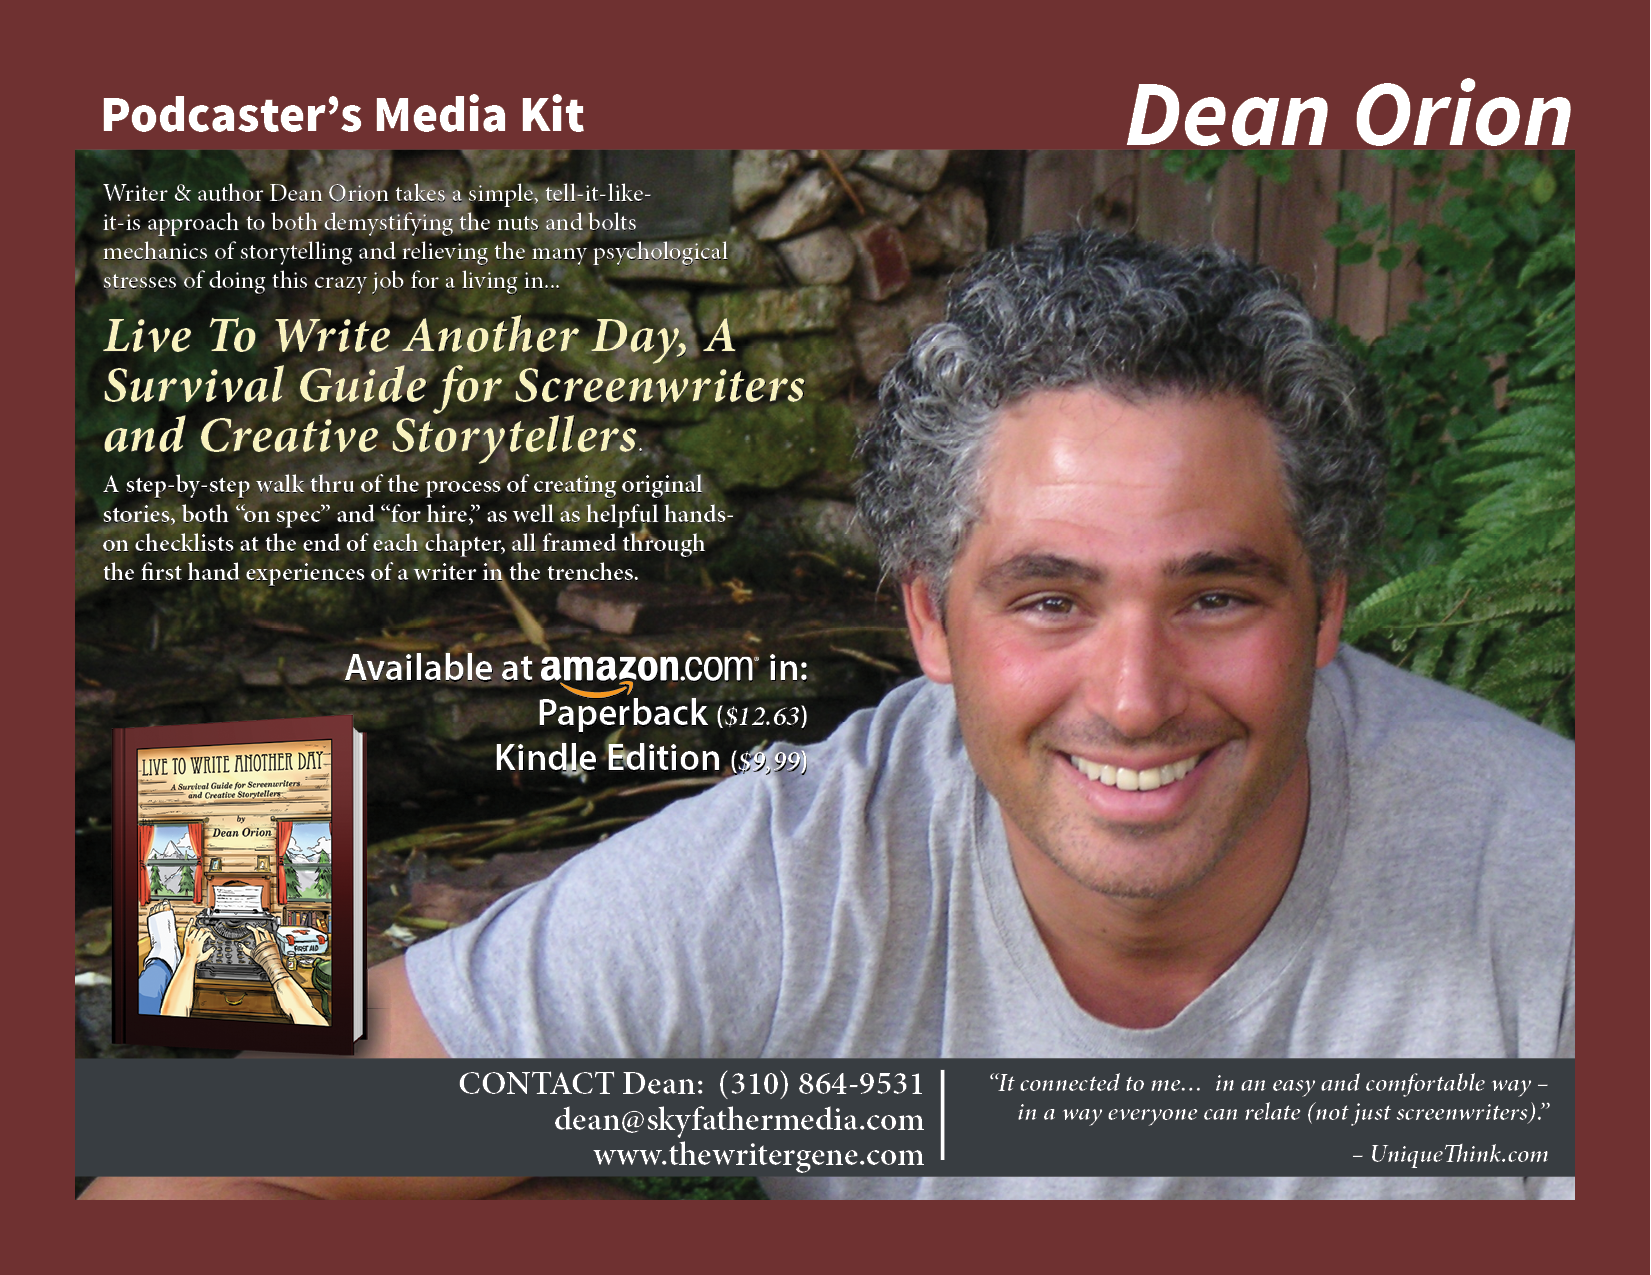 Podcaster’s Media Kit
Dean Orion
Writer & author Dean Orion takes a simple, tell-it-like-
it-is approach to both demystifying the nuts and bolts
mechanics of storytelling and relieving the many psychological
stresses of doing this crazy job for a living in...
Live To Write Another Day, A
Survival Guide for Screenwriters
and Creative Storytellers.
A step-by-step walk thru of the process of creating original
stories, both “on spec” and “for hire,” as well as helpful hands-
on checklists at the end of each chapter, all framed through
the first hand experiences of a writer in the trenches.
Available at amazon.com® in:
Paperback ($12.63)
Kindle Edition ($9,99)
LIVE TO WRITE ANOTHER DAY
A Survival Guide for Screenwriters
and Creative Storytellers
by
Dean Orion
FIRST AID
CONTACT Dean: (310) 864-9531
dean@skyfathermedia.com
www.thewritergene.com
“It connected to me… in an easy and comfortable way –
in a way everyone can relate (not just screenwriters).”
– UniqueThink.com